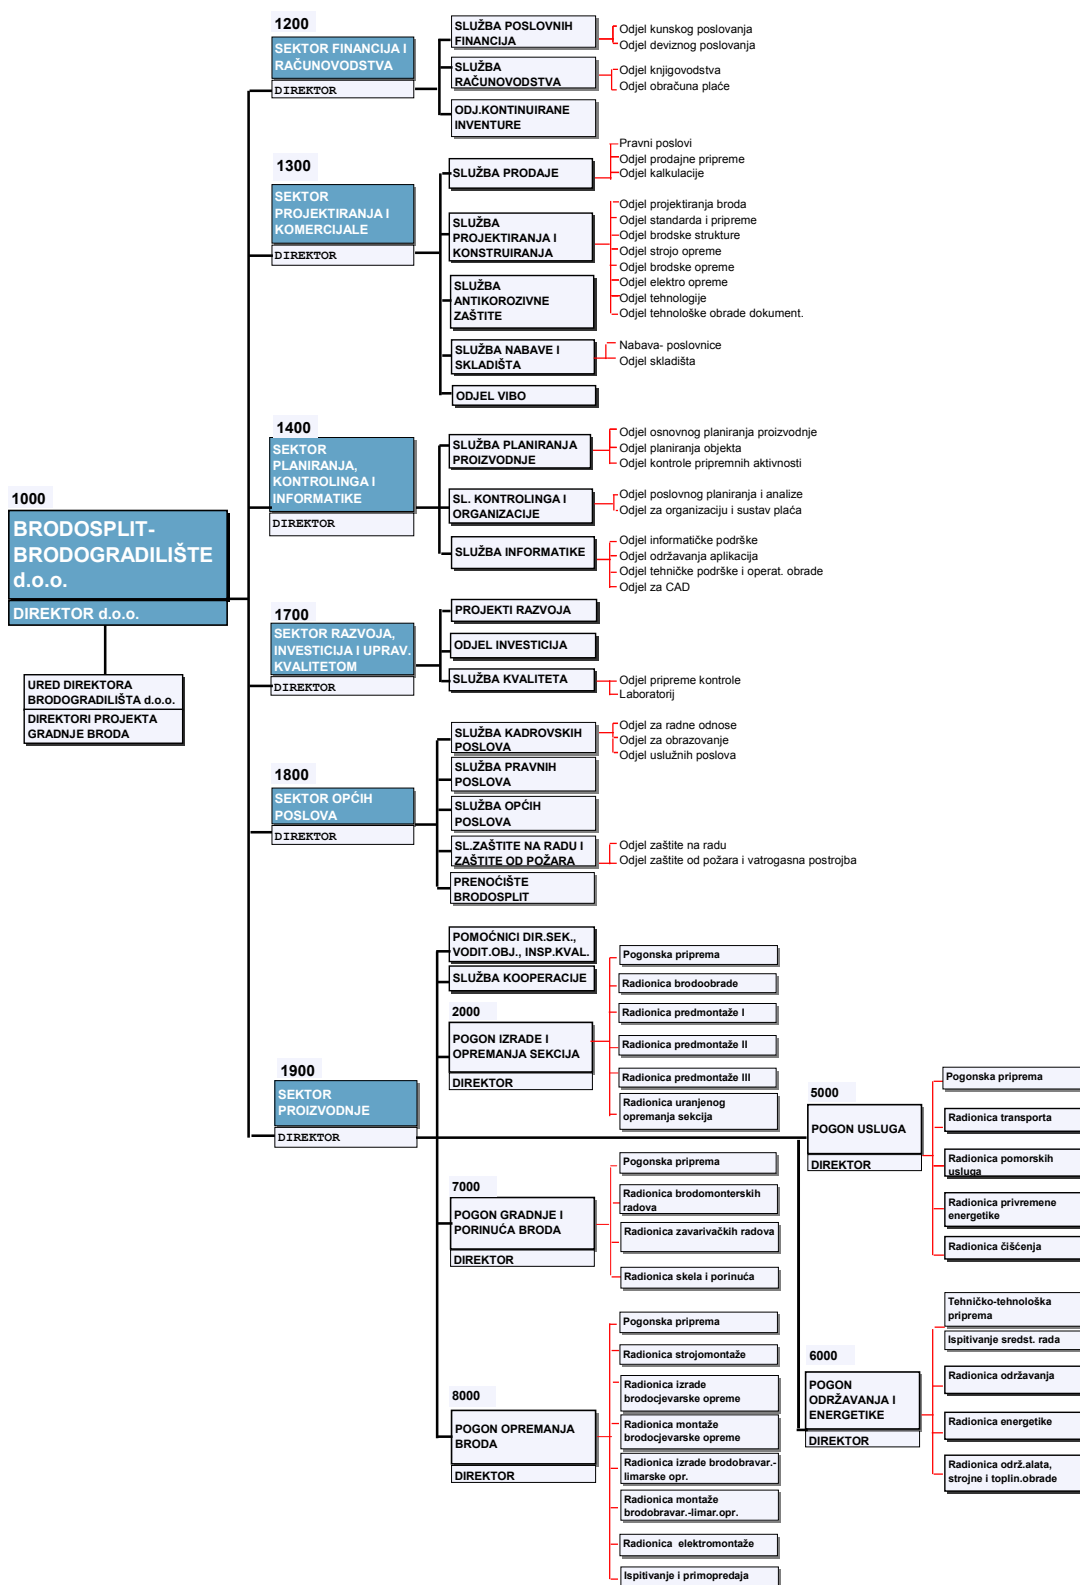 1000
BRODOSPLIT-
BRODOGRADILIŠTE
d.o.o.
DIREKTOR d.o.o.
URED DIREKTORA
BRODOGRADILIŠTA d.o.o.
DIREKTORI PROJEKTA
GRADNJE BRODA
1200
SEKTOR FINANCIJA I
RAČUNOVODSTVA
DIREKTOR
SLUŽBA POSLOVNIH
FINANCIJA
Odjel kunskog poslovanja
Odjel deviznog poslovanja
SLUŽBA
RAČUNOVODSTVA
Odjel knjigovodstva
Odjel obračuna plaće
ODJ.KONTINUIRANE
INVENTURE
1300
SEKTOR
PROJEKTIRANJA I
KOMERCIJALE
DIREKTOR
SLUŽBA PRODAJE
Pravni poslovi
Odjel prodajne pripreme
Odjel kalkulacije
SLUŽBA
PROJEKTIRANJA I
KONSTRUIRANJA
Odjel projektiranja broda
Odjel standarda i pripreme
Odjel brodske strukture
Odjel strojo opreme
Odjel brodske opreme
Odjel elektro opreme
Odjel tehnologije
Odjel tehnološke obrade dokument.
SLUŽBA
ANTIKOROZIVNE
ZAŠTITE
SLUŽBA NABAVE I
SKLADIŠTA
Nabava- poslovnice
Odjel skladišta
ODJEL VIBO
1400
SEKTOR
PLANIRANJA,
KONTROLINGA I
INFORMATIKE
DIREKTOR
SLUŽBA PLANIRANJA
PROIZVODNJE
Odjel osnovnog planiranja proizvodnje
Odjel planiranja objekta
Odjel kontrole pripremnih aktivnosti
SL. KONTROLINGA I
ORGANIZACIJE
Odjel poslovnog planiranja i analize
Odjel za organizaciju i sustav plaća
SLUŽBA INFORMATIKE
Odjel informatičke podrške
Odjel održavanja aplikacija
Odjel tehničke podrške i operat. obrade
Odjel za CAD
1700
SEKTOR RAZVOJA,
INVESTICIJA I UPRAV.
KVALITETOM
DIREKTOR
PROJEKTI RAZVOJA
ODJEL INVESTICIJA
SLUŽBA KVALITETA
Odjel pripreme kontrole
Laboratorij
1800
SEKTOR OPĆIH
POSLOVA
DIREKTOR
SLUŽBA KADROVSKIH
POSLOVA
Odjel za radne odnose
Odjel za obrazovanje
Odjel uslužnih poslova
SLUŽBA PRAVNIH
POSLOVA
SLUŽBA OPĆIH
POSLOVA
SL.ZAŠTITE NA RADU I
ZAŠTITE OD POŽARA
Odjel zaštite na radu
Odjel zaštite od požara i vatrogasna postrojba
PRENOĆIŠTE
BRODOSPLIT
1900
SEKTOR
PROIZVODNJE
DIREKTOR
POMOĆNICI DIR.SEK.,
VODIT.OBJ., INSP.KVAL.
SLUŽBA KOOPERACIJE
2000
POGON IZRADE I
OPREMANJA SEKCIJA
DIREKTOR
Pogonska priprema
Radionica brodoobrade
Radionica predmontaže I
Radionica predmontaže II
Radionica predmontaže III
Radionica uranjenog
opremanja sekcija
7000
POGON GRADNJE I
PORINUĆA BRODA
DIREKTOR
Pogonska priprema
Radionica brodomonterskih
radova
Radionica zavarivačkih radova
Radionica skela i porinuća
8000
POGON OPREMANJA
BRODA
DIREKTOR
Pogonska priprema
Radionica strojomontaže
Radionica izrade
brodocjevarske opreme
Radionica montaže
brodocjevarske opreme
Radionica izrade brodobravar.-
limarske opr.
Radionica montaže
brodobravar.-limar.opr.
Radionica  elektromontaže
Ispitivanje i primopredaja
5000
POGON USLUGA
DIREKTOR
Pogonska priprema
Radionica transporta
Radionica pomorskih
usluga
Radionica privremene
energetike
Radionica čišćenja
6000
POGON
ODRŽAVANJA I
ENERGETIKE
DIREKTOR
Tehničko-tehnološka
priprema
Ispitivanje sredst. rada
Radionica održavanja
Radionica energetike
Radionica održ.alata,
strojne i toplin.obrade